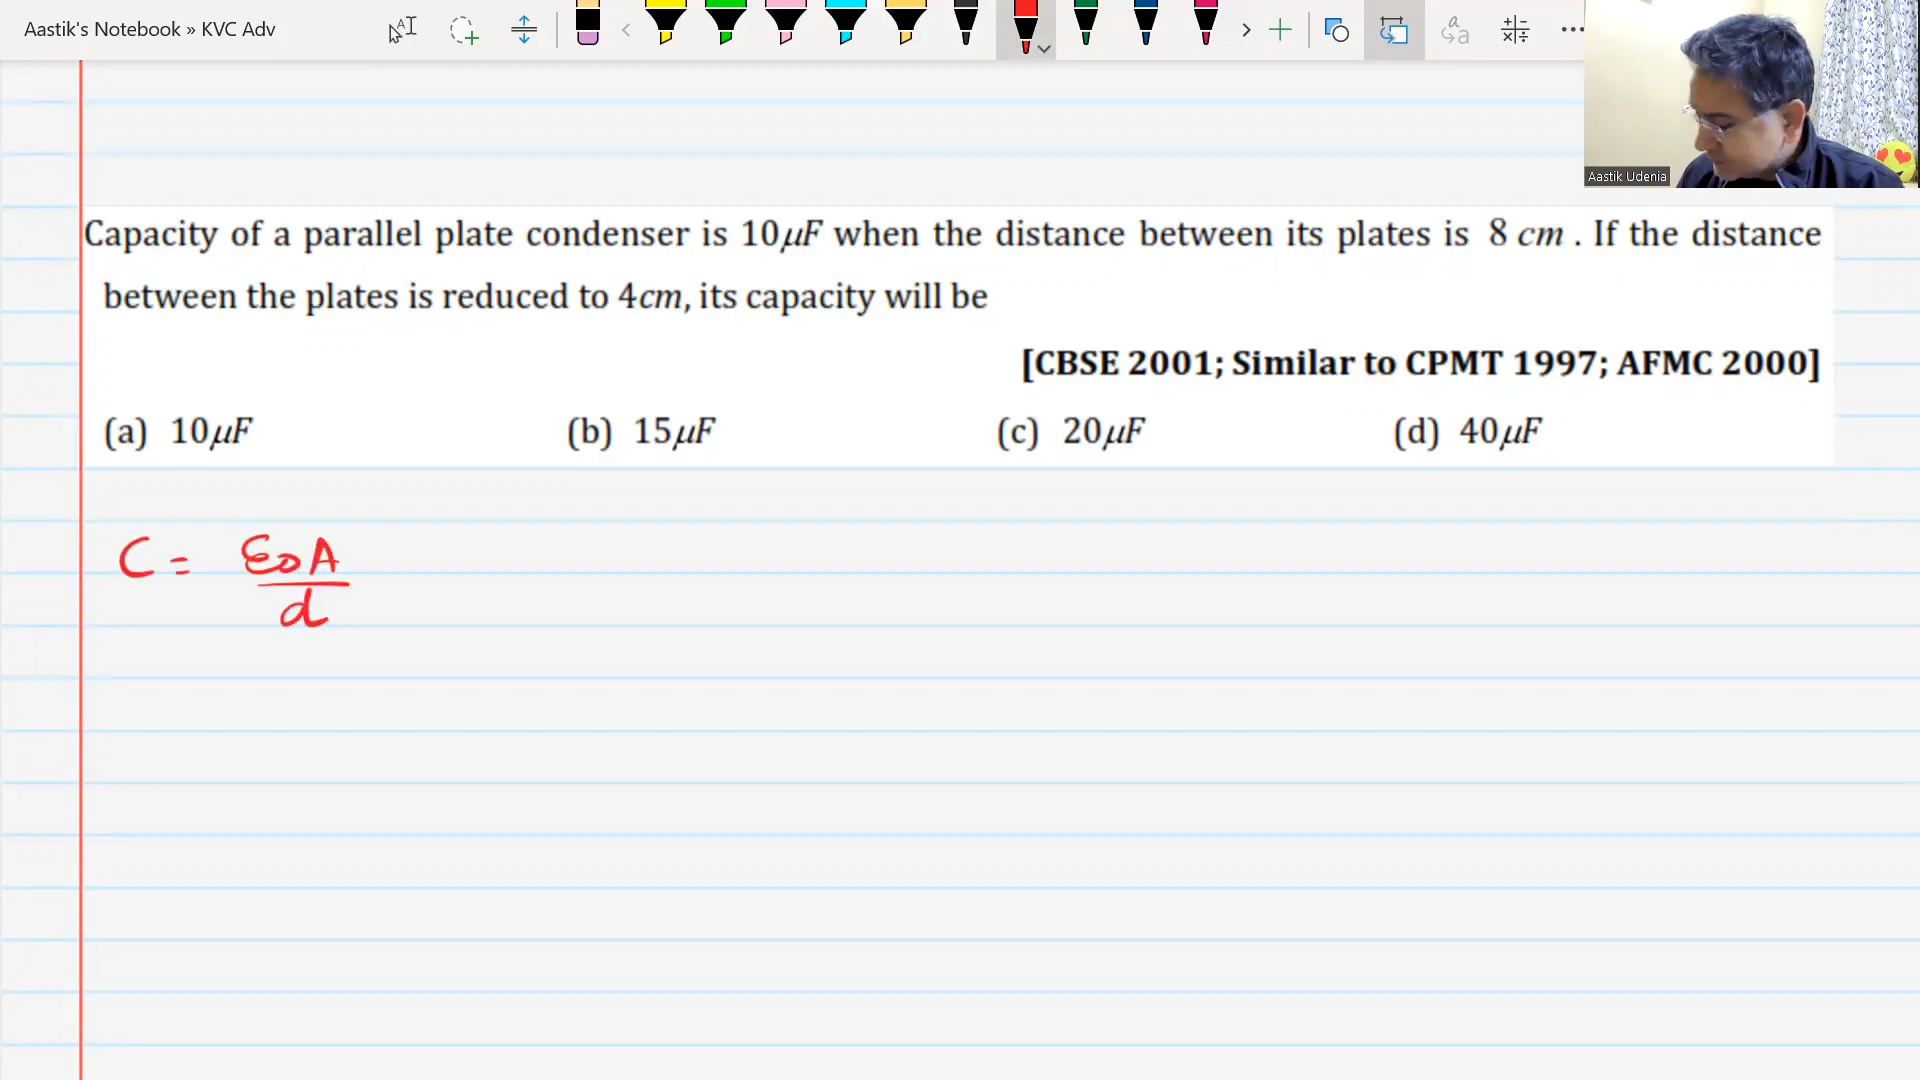 Aastik's Notebook » KVC Adv
Aastik Udenia
Capacity of a parallel plate condenser is 10μF when the distance between its plates is 8 cm . If the distance
between the plates is reduced to 4cm, its capacity will be
[CBSE 2001; Similar to CPMT 1997; AFMC 2000]
(a) 10μF (b) 15μF (c) 20μF (d) 40μF
C = ε₀A
d